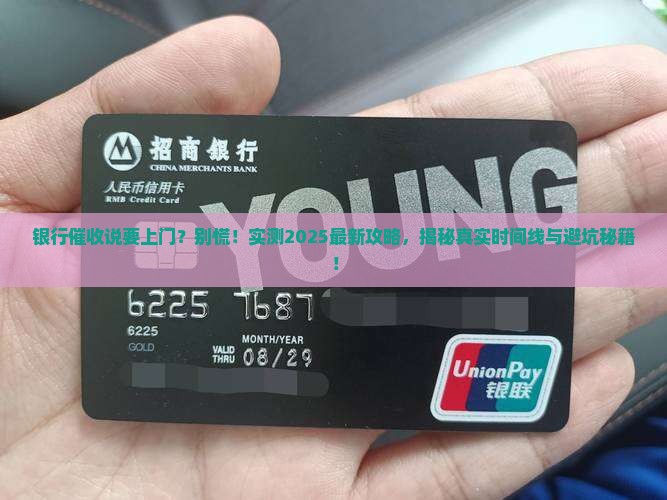 招商银行
CHINA MERCHANTS BANK
人民币信用卡
RMB Credit Card
YOUNG
银行催收说要上门？别慌！实测2025最新攻略，揭秘真实时间线与避坑秘籍
！
6225 7687
6225
GOLD
MONTH/YEAR
VALID
THRU 08/29
UnionPay
银联